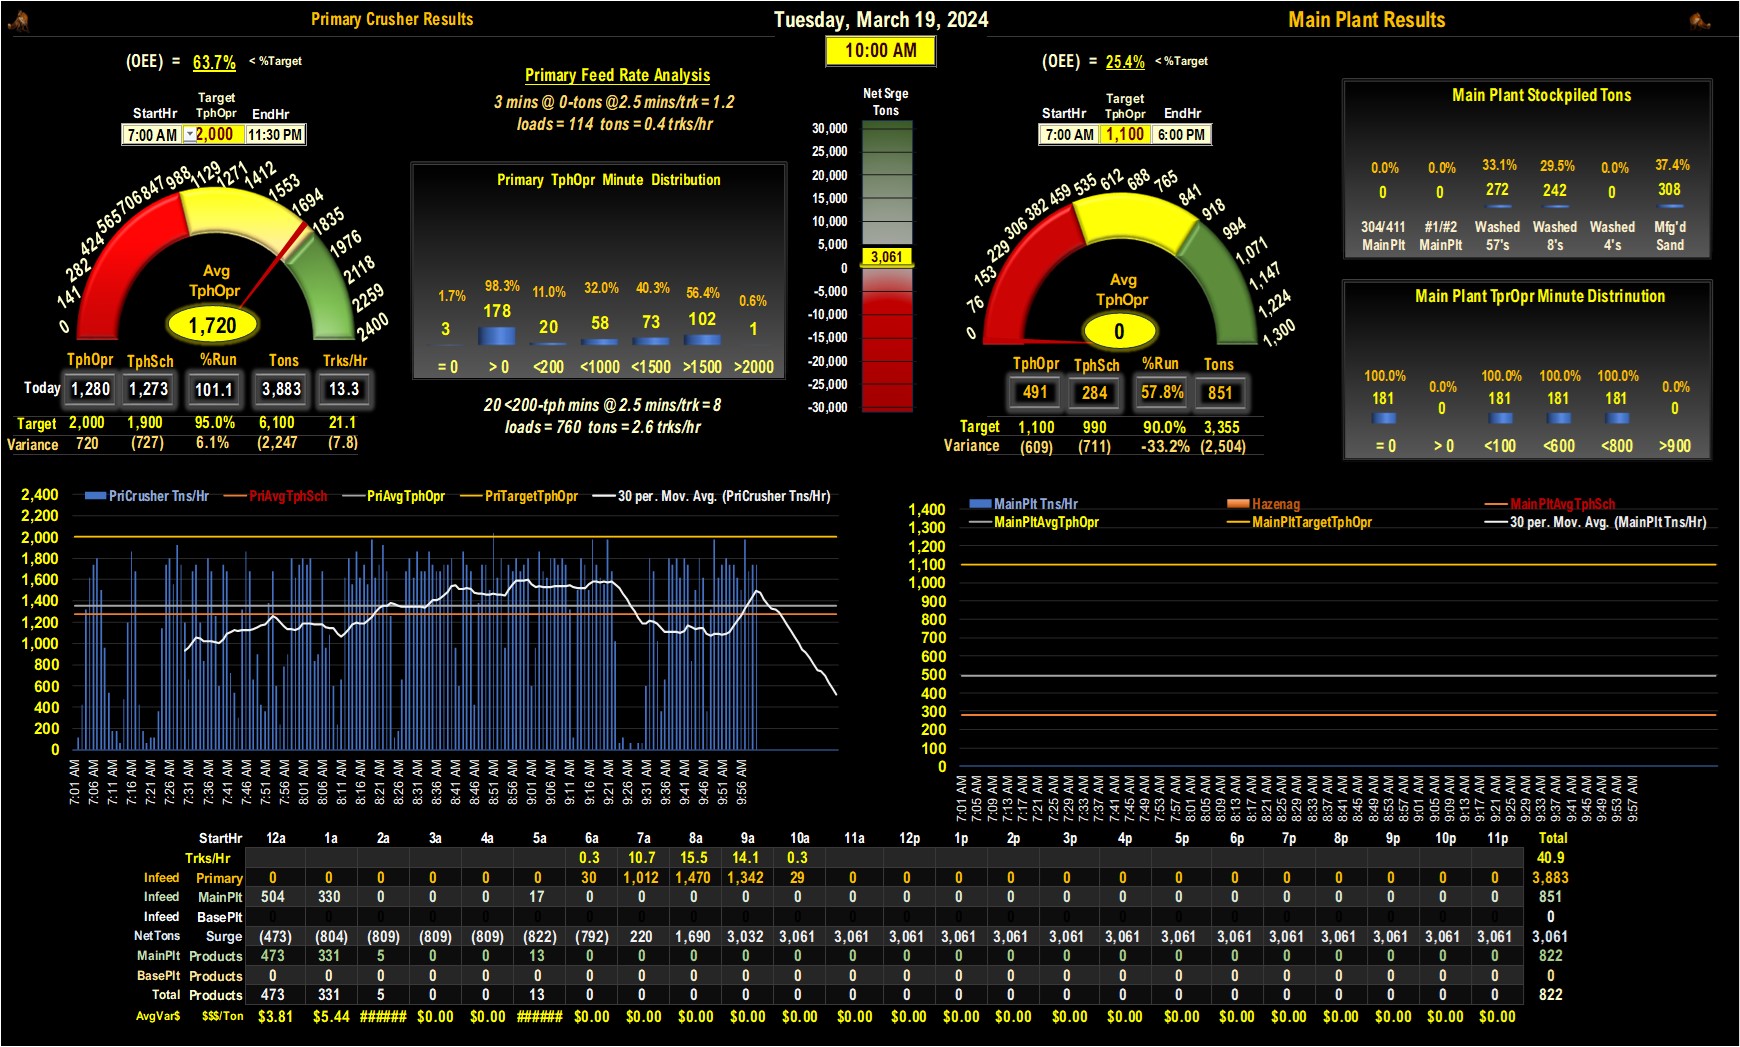 Primary Crusher Results
Tuesday, March 19, 2024
Main Plant Results
10:00 AM
(OEE) = 63.7% < %Target
StartHr Target TphOpr EndHr
7:00 AM 2,000 11:30 PM
0 141 282 424 565 706 847 988 1129 1271 1412 1553 1694 1835 1976 2118 2259 2400
Avg
TphOpr
1,720
TphOpr TphSch %Run Tons Trks/Hr
Today 1,280 1,273 101.1 3,883 13.3
Target 2,000 1,900 95.0% 6,100 21.1
Variance 720 (727) 6.1% (2,247 (7.8)
Primary Feed Rate Analysis
3 mins @ 0-tons @2.5 mins/trk = 1.2
loads = 114 tons = 0.4 trks/hr
Primary TphOpr Minute Distribution
1.7% 98.3% 11.0% 32.0% 40.3% 56.4% 0.6%
3 178 20 58 73 102 1
= 0 > 0 <200 <1000 <1500 >1500 >2000
20 <200-tph mins @ 2.5 mins/trk = 8
loads = 760 tons = 2.6 trks/hr
Net Srge
Tons
30,000
25,000
20,000
15,000
10,000
5,000
3,061
0
-5,000
-10,000
-15,000
-20,000
-25,000
-30,000
(OEE) = 25.4% < %Target
StartHr Target TphOpr EndHr
7:00 AM 1,100 6:00 PM
0 76 153 229 306 382 459 535 612 688 765 841 918 994 1,071 1,147 1,224 1,300
Avg
TphOpr
0
TphOpr TphSch %Run Tons
491 284 57.8% 851
Target 1,100 990 90.0% 3,355
Variance (609) (711) -33.2% (2,504)
Main Plant Stockpiled Tons
0.0% 0.0% 33.1% 29.5% 0.0% 37.4%
0 0 272 242 0 308
304/411 #1/#2 Washed Washed Washed Mfg'd
MainPlt MainPlt 57's 8's 4's Sand
Main Plant TprOpr Minute Distrinution
100.0% 0.0% 100.0% 100.0% 100.0% 0.0%
181 0 181 181 181 0
= 0 > 0 <100 <600 <800 >900
PriCrusher Tns/Hr PriAvgTphSch PriAvgTphOpr PriTargetTphOpr 30 per. Mov. Avg. (PriCrusher Tns/Hr)
2,400
2,200
2,000
1,800
1,600
1,400
1,200
1,000
800
600
400
200
0
7:01 AM 7:06 AM 7:11 AM 7:16 AM 7:21 AM 7:26 AM 7:31 AM 7:36 AM 7:41 AM 7:46 AM 7:51 AM 7:56 AM 8:01 AM 8:06 AM 8:11 AM 8:16 AM 8:21 AM 8:26 AM 8:31 AM 8:36 AM 8:41 AM 8:46 AM 8:51 AM 8:56 AM 9:01 AM 9:06 AM 9:11 AM 9:16 AM 9:21 AM 9:26 AM 9:31 AM 9:36 AM 9:41 AM 9:46 AM 9:51 AM 9:56 AM
MainPlt Tns/Hr Hazenag MainPltAvgTphSch
MainPltAvgTphOpr MainPltTargetTphOpr 30 per. Mov. Avg. (MainPlt Tns/Hr)
1,400
1,300
1,200
1,100
1,000
900
800
700
600
500
400
300
200
100
0
7:01 AM 7:05 AM 7:09 AM 7:13 AM 7:17 AM 7:21 AM 7:25 AM 7:29 AM 7:33 AM 7:37 AM 7:41 AM 7:45 AM 7:49 AM 7:53 AM 7:57 AM 8:01 AM 8:05 AM 8:09 AM 8:13 AM 8:17 AM 8:21 AM 8:25 AM 8:29 AM 8:33 AM 8:37 AM 8:41 AM 8:45 AM 8:49 AM 8:53 AM 8:57 AM 9:01 AM 9:05 AM 9:09 AM 9:13 AM 9:17 AM 9:21 AM 9:25 AM 9:29 AM 9:33 AM 9:37 AM 9:41 AM 9:45 AM 9:49 AM 9:53 AM 9:57 AM
StartHr 12a 1a 2a 3a 4a 5a 6a 7a 8a 9a 10a 11a 12p 1p 2p 3p 4p 5p 6p 7p 8p 9p 10p 11p Total
Trks/Hr 0.3 10.7 15.5 14.1 0.3 40.9
Infeed Primary 0 0 0 0 0 0 30 1,012 1,470 1,342 29 0 0 0 0 0 0 0 0 0 0 0 0 0 3,883
Infeed MainPlt 504 330 0 0 0 17 0 0 0 0 0 0 0 0 0 0 0 0 0 0 0 0 0 0 851
Infeed BasePlt 0 0 0 0 0 0 0 0 0 0 0 0 0 0 0 0 0 0 0 0 0 0 0 0 0
NetTons Surge (473) (804) (809) (809) (809) (822) (792) 220 1,690 3,032 3,061 3,061 3,061 3,061 3,061 3,061 3,061 3,061 3,061 3,061 3,061 3,061 3,061 3,061 3,061
MainPlt Products 473 331 5 0 0 13 0 0 0 0 0 0 0 0 0 0 0 0 0 0 0 0 0 0 822
BasePlt Products 0 0 0 0 0 0 0 0 0 0 0 0 0 0 0 0 0 0 0 0 0 0 0 0 0
Total Products 473 331 5 0 0 13 0 0 0 0 0 0 0 0 0 0 0 0 0 0 0 0 0 0 822
AvgVar$ $$$/Ton $3.81 $5.44 ###### $0.00 $0.00 ###### $0.00 $0.00 $0.00 $0.00 $0.00 $0.00 $0.00 $0.00 $0.00 $0.00 $0.00 $0.00 $0.00 $0.00 $0.00 $0.00 $0.00 $0.00